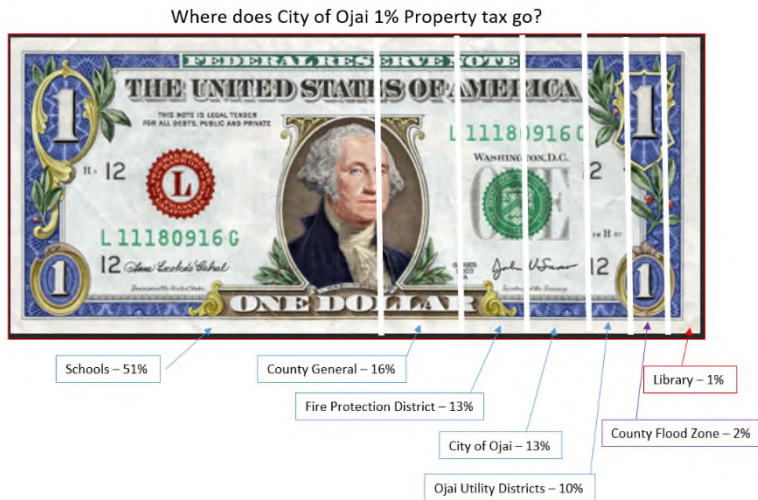 Where does City of Ojai 1% Property tax go?
FEDERAL RESERVE NOTE
THE UNITED STATES OF AMERICA
1
1
THIS NOTE IS LEGAL TENDER
FOR ALL DEBTS, PUBLIC AND PRIVATE
L 11180916 G
WASHINGTON, D.C.
12
12
L
ONE
L 11180916 G
12
12
SERIES
1
1
ONE DOLLAR
Schools – 51%
County General – 16%
Library – 1%
Fire Protection District – 13%
County Flood Zone – 2%
City of Ojai – 13%
Ojai Utility Districts – 10%